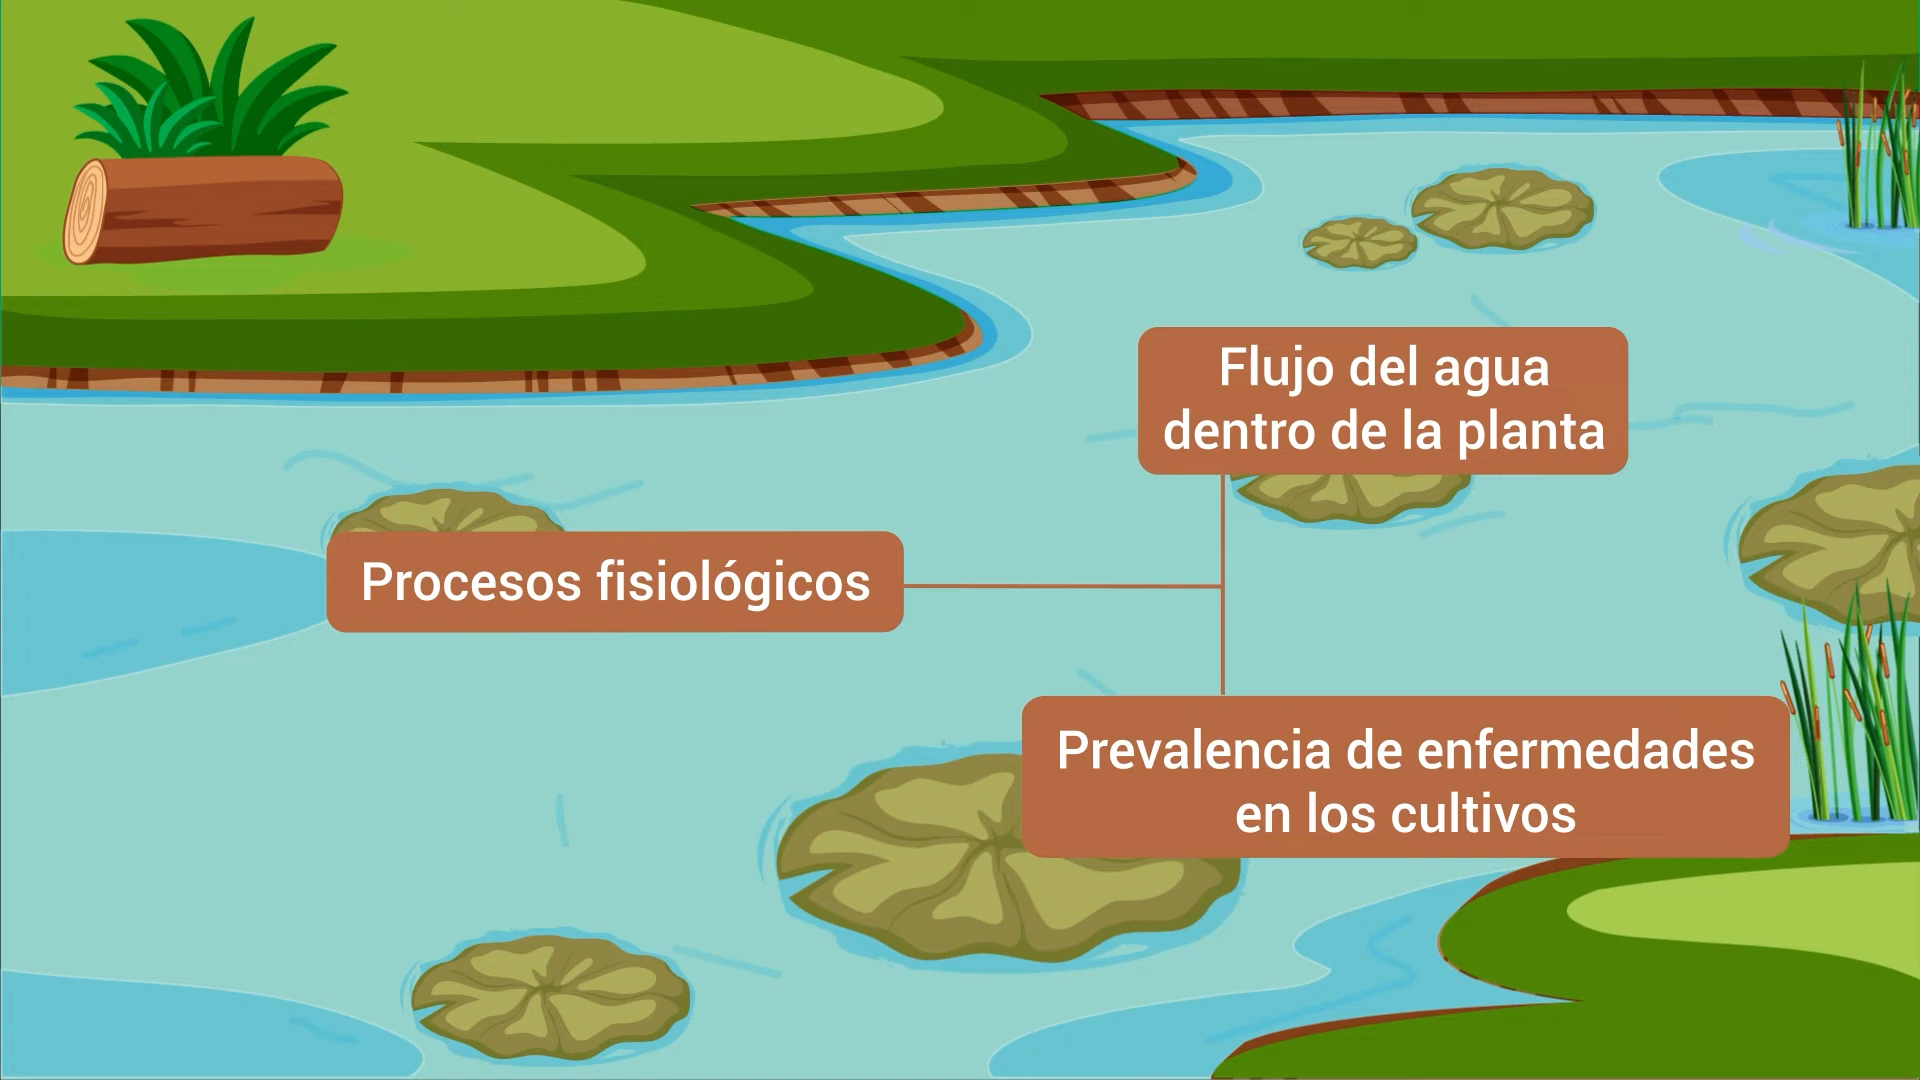 Flujo del agua
dentro de la planta
Procesos fisiológicos
Prevalencia de enfermedades
en los cultivos